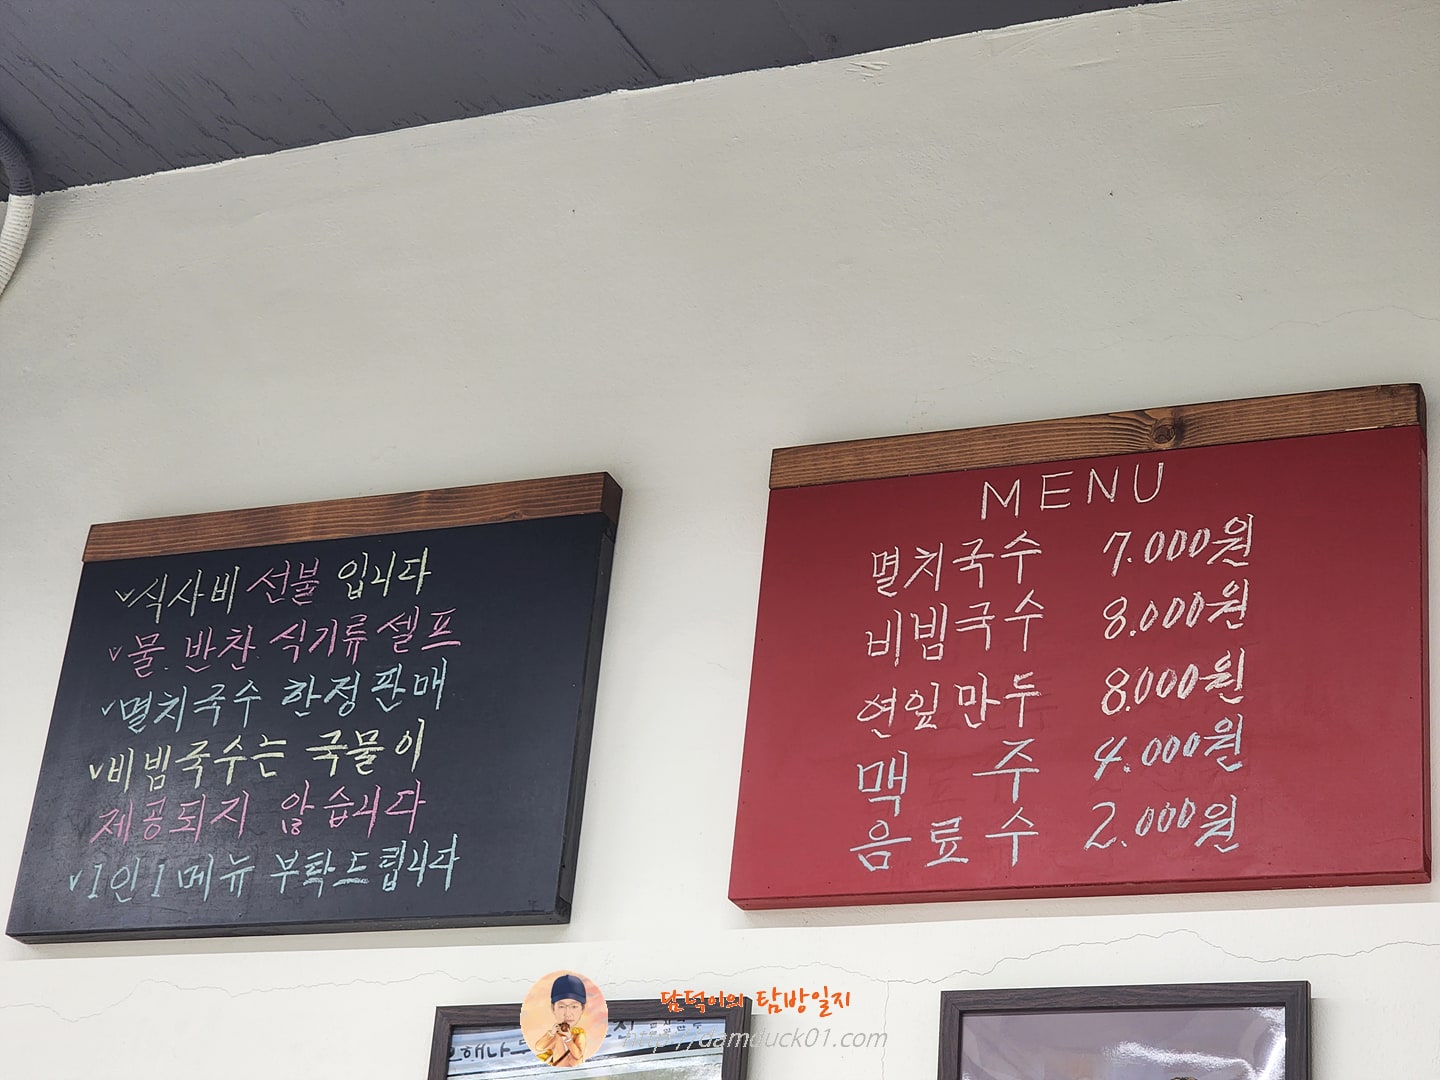 ✓식사비 선불 입니다
✓물.반찬.식기류 셀프
✓멸치국수 한정판매
✓비빔국수는 국물이
제공되지 않습니다
✓1인 1메뉴 부탁드립니다
MENU
멸치국수 7.000원
비빔국수 8.000원
연잎만두 8.000원
맥 주 4.000원
음료수 2.000원
담덕이의 탐방일지
http://damduck01.com